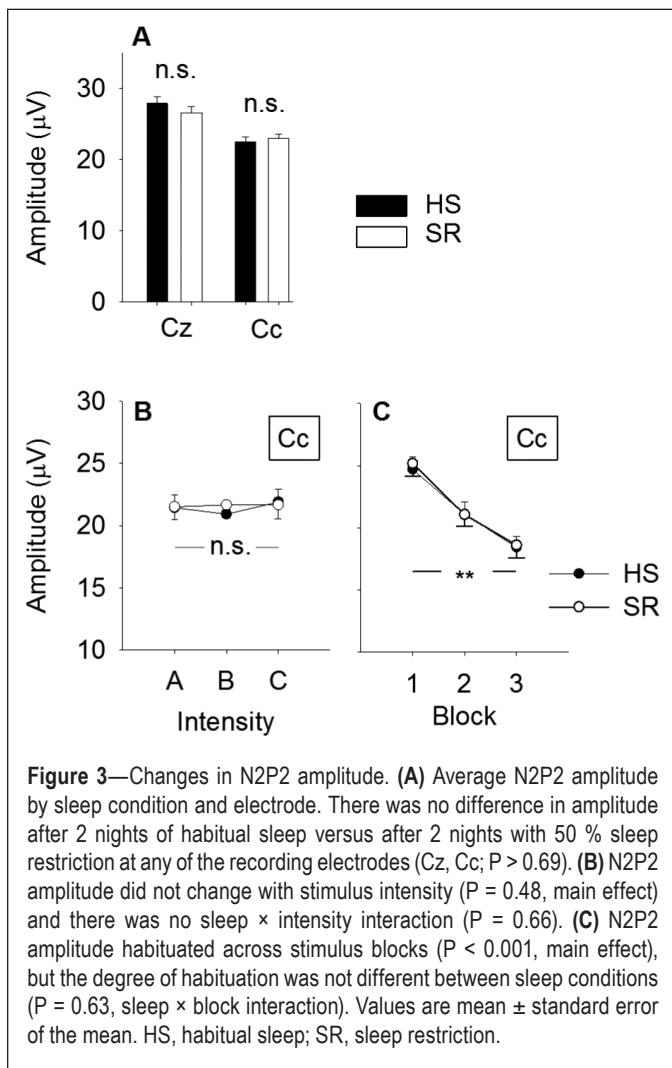 A
n.s.
n.s.
Amplitude (µV)
30
20
10
0
Cz
Cc
HS
SR
B
Cc
Amplitude (µV)
30
25
20
15
10
n.s.
A
B
C
Intensity
C
Cc
**
HS
SR
1
2
3
Block
Figure 3—Changes in N2P2 amplitude. (A) Average N2P2 amplitude
by sleep condition and electrode. There was no difference in amplitude
after 2 nights of habitual sleep versus after 2 nights with 50 % sleep
restriction at any of the recording electrodes (Cz, Cc; P > 0.69). (B) N2P2
amplitude did not change with stimulus intensity (P = 0.48, main effect)
and there was no sleep × intensity interaction (P = 0.66). (C) N2P2
amplitude habituated across stimulus blocks (P < 0.001, main effect),
but the degree of habituation was not different between sleep conditions
(P = 0.63, sleep × block interaction). Values are mean ± standard error
of the mean. HS, habitual sleep; SR, sleep restriction.